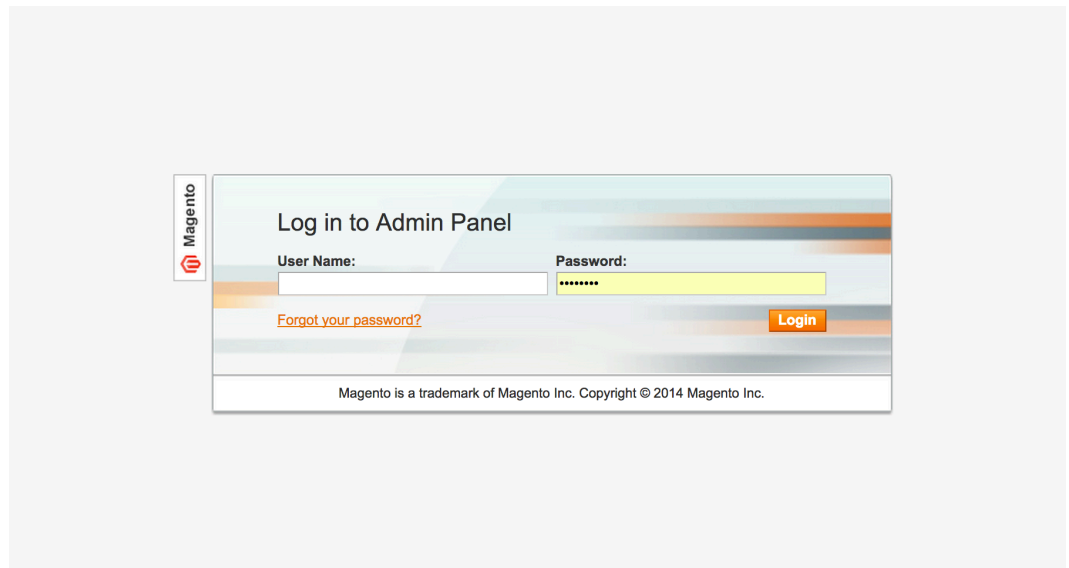 Magento
Log in to Admin Panel
User Name:
Password:
••••••••
Forgot your password?
Login
Magento is a trademark of Magento Inc. Copyright © 2014 Magento Inc.